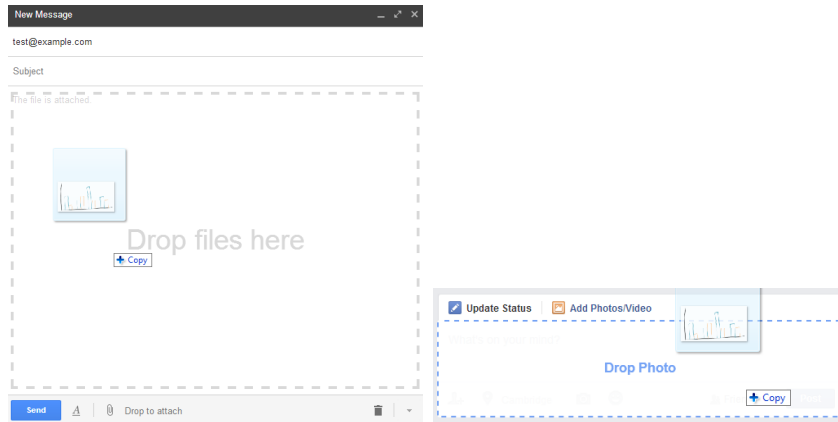 New Message
test@example.com
Subject
The file is attached.
Drop files here
Copy
Send
A
Drop to attach
Update Status
Add Photos/Video
Drop Photo
Copy